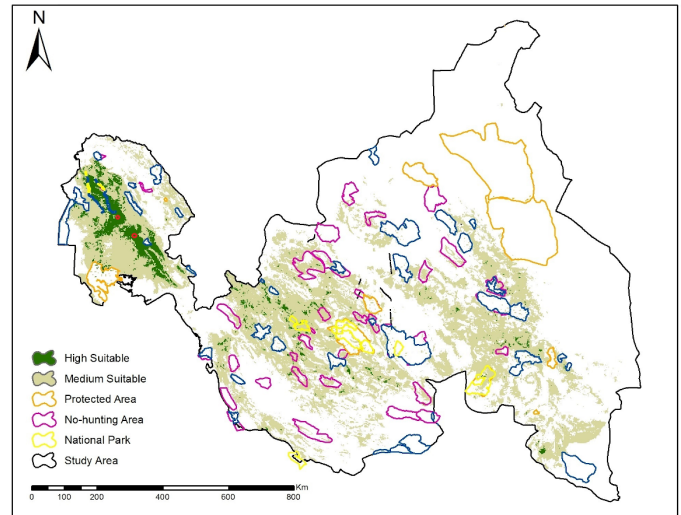 N
High Suitable
Medium Suitable
Protected Area
No-hunting Area
National Park
Study Area
0 100 200 400 600 800 Km